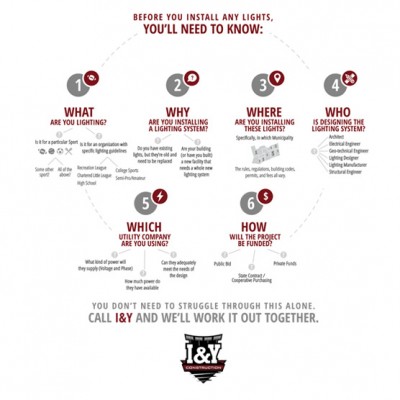 BEFORE YOU INSTALL ANY LIGHTS,
YOU'LL NEED TO KNOW:
1
WHAT
ARE YOU LIGHTING?
Is it for a particular Sport
Some other sport?
All of the above?
Is it for an organization with
specific lighting guidelines
Recreation League
Chartered Little League
High School
College Sports
Semi-Pro/Amateur
2
WHY
ARE YOU INSTALLING
A LIGHTING SYSTEM?
Do you have existing
lights, but they're old and
need to be replaced
Are your building
(or have you built)
a new facility that
needs a whole new
lighting system
3
WHERE
ARE YOU INSTALLING
THESE LIGHTS?
Specifically, in which Municipality
The rules, regulations, building codes,
permits, and fees all vary.
4
WHO
IS DESIGNING THE
LIGHTING SYSTEM?
Architect
Electrical Engineer
Geo-technical Engineer
Lighting Designer
Lighting Manufacturer
Structural Engineer
5
WHICH
UTILITY COMPANY
ARE YOU USING?
What kind of power will
they supply (Voltage and Phase)
How much power do
they have available
Can they adequately
meet the needs of
the design
6
$
HOW
WILL THE PROJECT
BE FUNDED?
Public Bid
State Contract /
Cooperative Purchasing
Private Funds
YOU DON'T NEED TO STRUGGLE THROUGH THIS ALONE.
CALL I&Y AND WE'LL WORK IT OUT TOGETHER.
I&Y
CONSTRUCTION